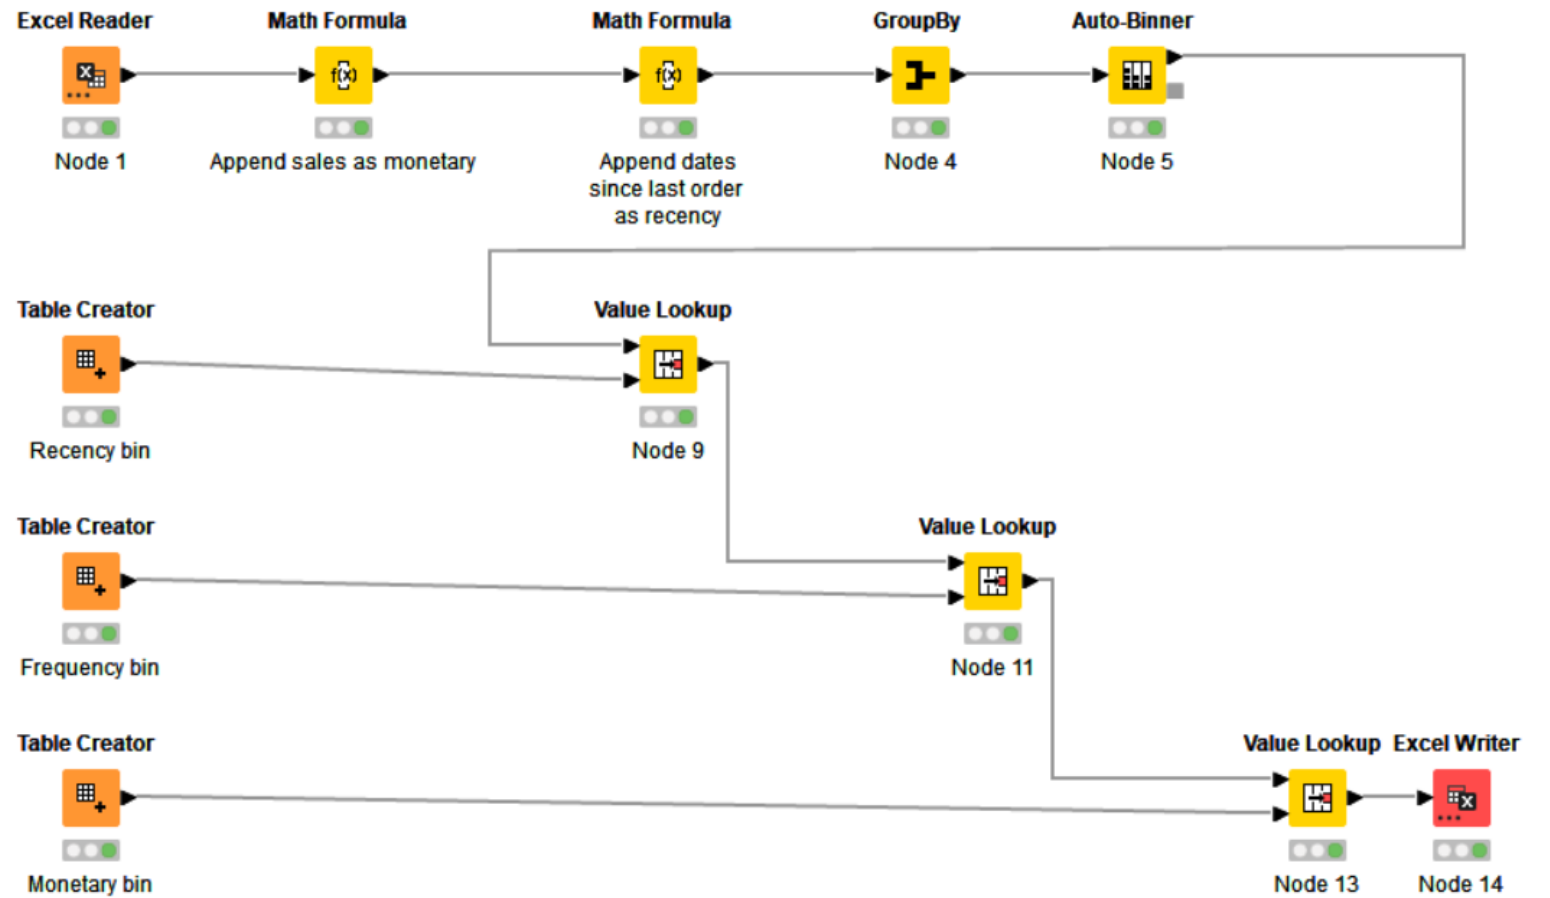 Excel Reader
Math Formula
Math Formula
GroupBy
Auto-Binner
f(x)
f(x)
Node 1
Append sales as monetary
Append dates
since last order
as recency
Node 4
Node 5
Table Creator
Value Lookup
Recency bin
Node 9
Table Creator
Value Lookup
Frequency bin
Node 11
Table Creator
Value Lookup
Excel Writer
Monetary bin
Node 13
Node 14